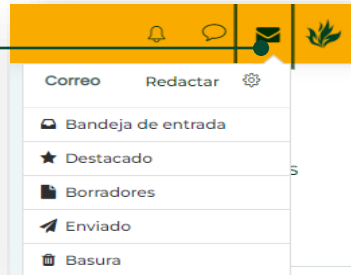 Correo Redactar
Bandeja de entrada
Destacado
s
Borradores
Enviado
Basura